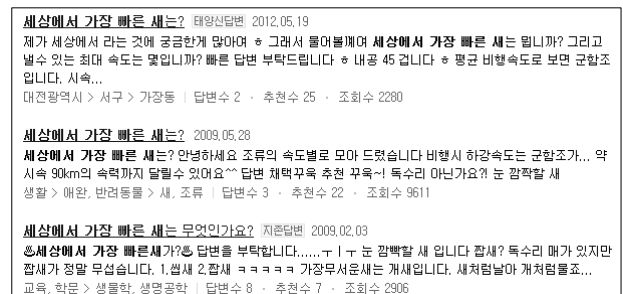 세상에서 가장 빠른 새는? 태양신답변 2012.05.19
제가 세상에서 라는 것에 궁금한게 많아여 ㅎ 그래서 물어볼께여 세상에서 가장 빠른 새는 뭡니까? 그리고
낼수 있는 최대 속도는 몇입니까? 빠른 답변 부탁드립니다 ㅎ 내공 45 겁니다 ㅎ 평균 비행속도로 보면 군함조
입니다. 시속...
대전광역시 > 서구 > 가장동 | 답변수 2 · 추천수 25 · 조회수 2280
세상에서 가장 빠른 새는? 2009.05.28
세상에서 가장 빠른 새는? 안녕하세요 조류의 속도별로 모아 드렸습니다 비행시 하강속도는 군함조가... 약
시속 90km의 속력까지 달릴수 있어요^^ 답변 채택꾸욱 추천 꾸욱~! 독수리 아닌가요?! 눈 깜짝할 새
생활 > 애완, 반려동물 > 새, 조류 | 답변수 3 · 추천수 22 · 조회수 9611
세상에서 가장 빠른 새는 무엇인가요? 지존답변 2009.02.03
♨세상에서 가장 빠른새가?♨ 답변을 부탁합니다......ㅜㅣㅜ 눈 깜빡할 새 입니다 잡새? 독수리 매가 있지만
잡새가 정말 무섭습니다. 1.씹새 2.잡새 ㅋㅋㅋㅋㅋ 가장무서운새는 개새입니다. 새처럼날아 개처럼물죠...
교육, 학문 > 생물학, 생명공학 | 답변수 8 · 추천수 7 · 조회수 2906